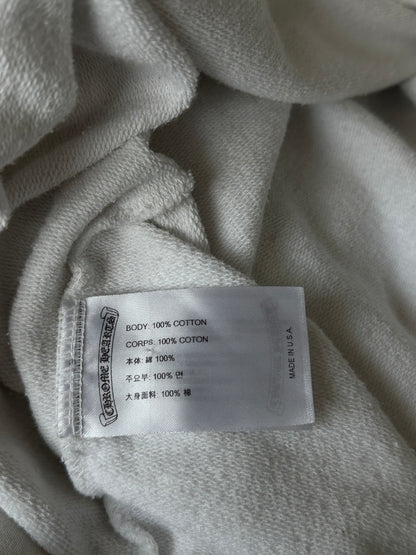 CHROME HEARTS
BODY: 100% COTTON
CORPS: 100% COTON
本体: 綿 100%
주요부: 100% 면
大身面料: 100% 棉
MADE IN U.S.A.